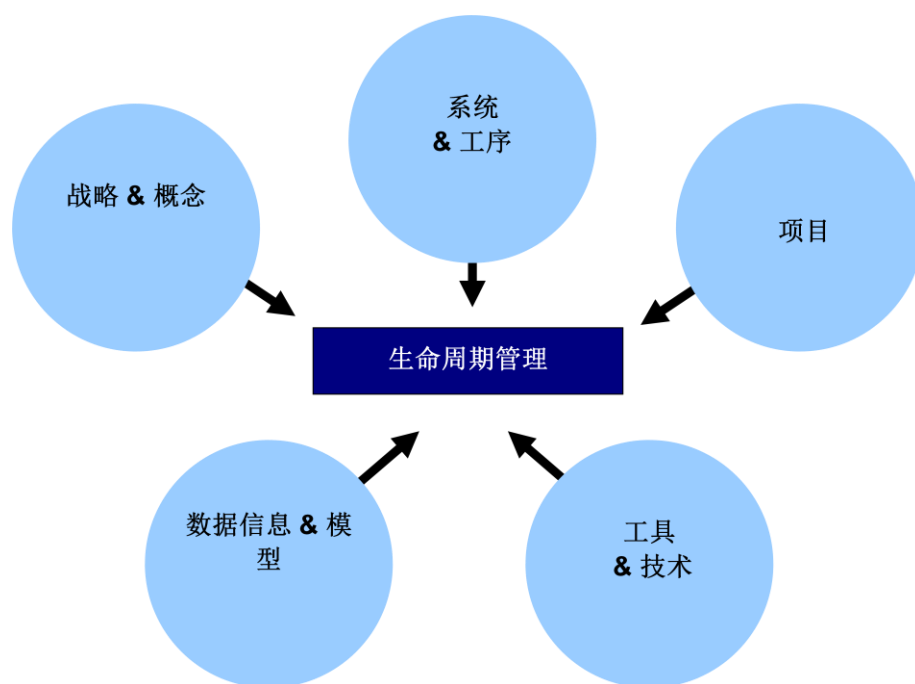 系统
& 工序
战略 & 概念
项目
生命周期管理
数据信息 & 模
型
工具
& 技术